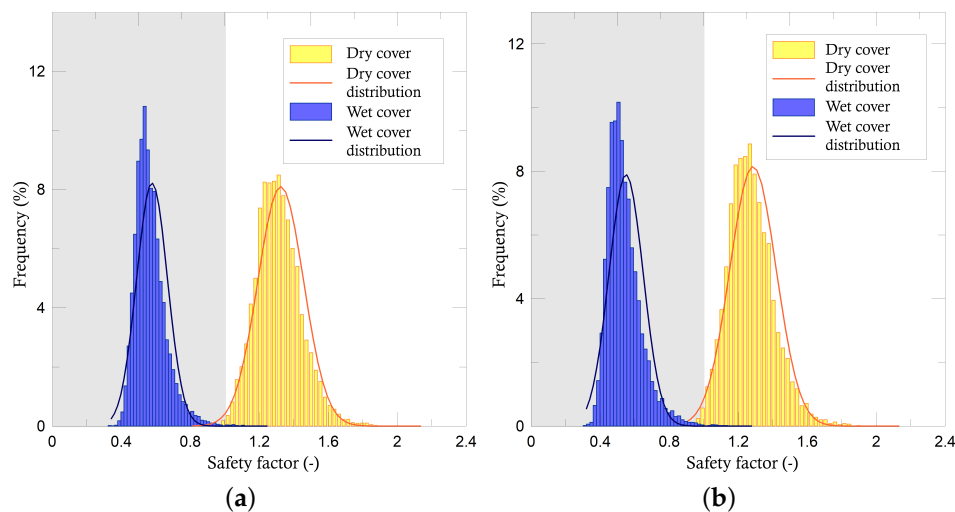 Frequency (%)
12
8
4
0
Dry cover
Dry cover
distribution
Wet cover
Wet cover
distribution
0
0.4
0.8
1.2
1.6
2
2.4
Safety factor (-)
(a)
Frequency (%)
12
8
4
0
Dry cover
Dry cover
distribution
Wet cover
Wet cover
distribution
0
0.4
0.8
1.2
1.6
2
2.4
Safety factor (-)
(b)